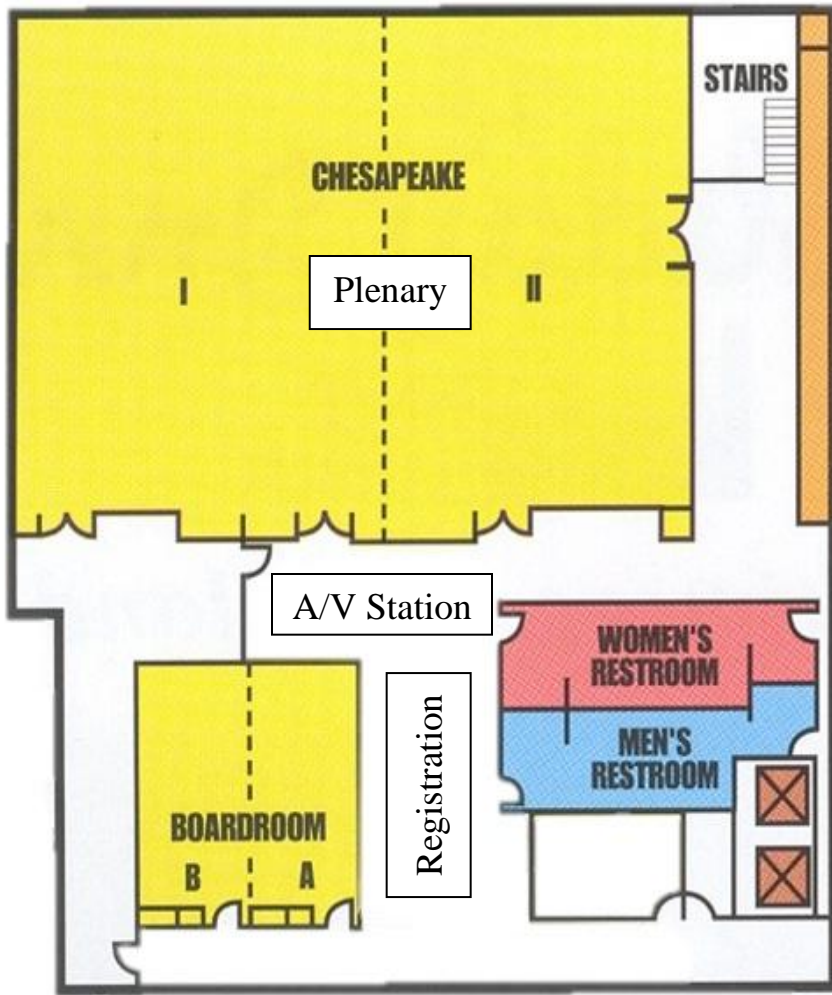 STAIRS
CHESAPEAKE
Plenary
I
II
A/V Station
WOMEN'S
RESTROOM
Registration
MEN'S
RESTROOM
BOARDROOM
B
A